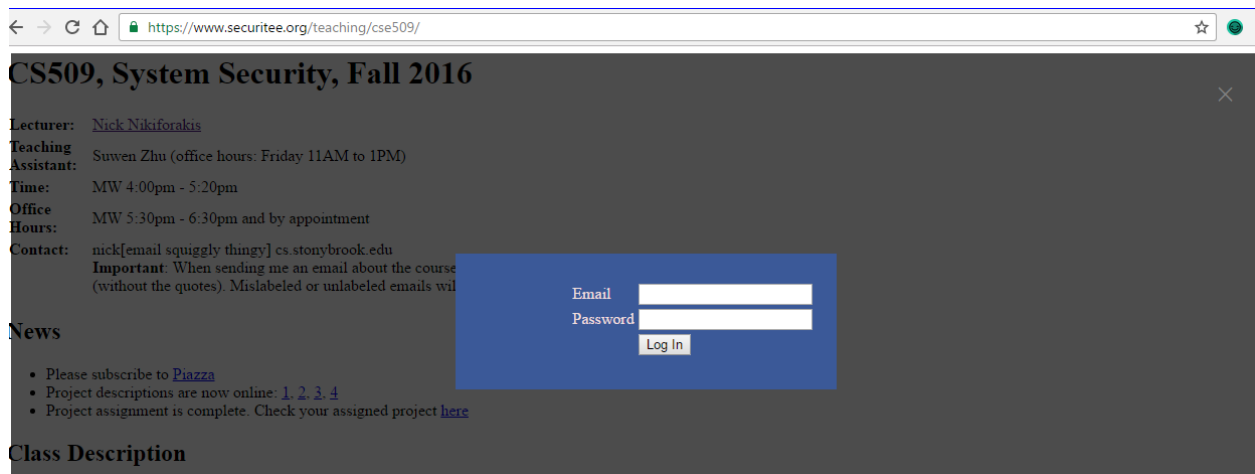 https://www.securitee.org/teaching/cse509/
CS509, System Security, Fall 2016
Lecturer: Nick Nikiforakis
Teaching Assistant: Suwen Zhu (office hours: Friday 11AM to 1PM)
Time: MW 4:00pm - 5:20pm
Office Hours: MW 5:30pm - 6:30pm and by appointment
Contact: nick[email squiggly thingy] cs.stonybrook.edu
Important: When sending me an email about the course
(without the quotes). Mislabeled or unlabeled emails wil
Email
Password
Log In
News
Please subscribe to Piazza
Project descriptions are now online: 1, 2, 3, 4
Project assignment is complete. Check your assigned project here
Class Description